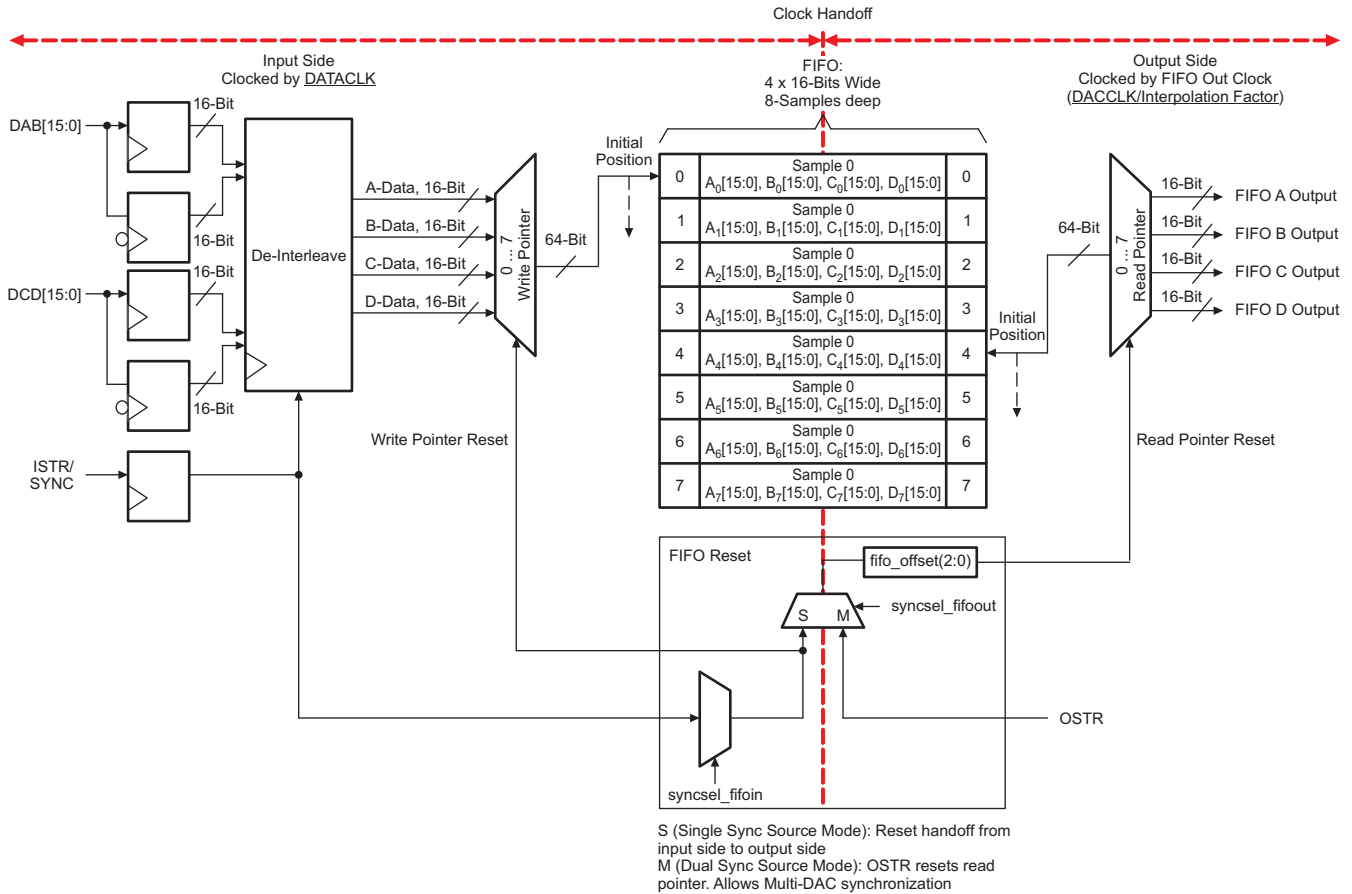 Clock Handoff
Input Side
Clocked by DATACLK
FIFO:
4 x 16-Bits Wide
8-Samples deep
Output Side
Clocked by FIFO Out Clock
(DACCLK/Interpolation Factor)
DAB[15:0]
16-Bit
16-Bit
DCD[15:0]
16-Bit
16-Bit
De-Interleave
A-Data, 16-Bit
B-Data, 16-Bit
C-Data, 16-Bit
D-Data, 16-Bit
0 ... 7
Write Pointer
64-Bit
Initial
Position
0
Sample 0
A0[15:0], B0[15:0], C0[15:0], D0[15:0]
0
1
Sample 0
A1[15:0], B1[15:0], C1[15:0], D1[15:0]
1
2
Sample 0
A2[15:0], B2[15:0], C2[15:0], D2[15:0]
2
3
Sample 0
A3[15:0], B3[15:0], C3[15:0], D3[15:0]
3
4
Sample 0
A4[15:0], B4[15:0], C4[15:0], D4[15:0]
4
5
Sample 0
A5[15:0], B5[15:0], C5[15:0], D5[15:0]
5
6
Sample 0
A6[15:0], B6[15:0], C6[15:0], D6[15:0]
6
7
Sample 0
A7[15:0], B7[15:0], C7[15:0], D7[15:0]
7
Initial
Position
64-Bit
0 ... 7
Read Pointer
16-Bit
FIFO A Output
16-Bit
FIFO B Output
16-Bit
FIFO C Output
16-Bit
FIFO D Output
Write Pointer Reset
Read Pointer Reset
ISTR/
SYNC
FIFO Reset
fifo_offset(2:0)
S
M
syncsel_fifoout
OSTR
syncsel_fifoin
S (Single Sync Source Mode): Reset handoff from
input side to output side
M (Dual Sync Source Mode): OSTR resets read
pointer. Allows Multi-DAC synchronization